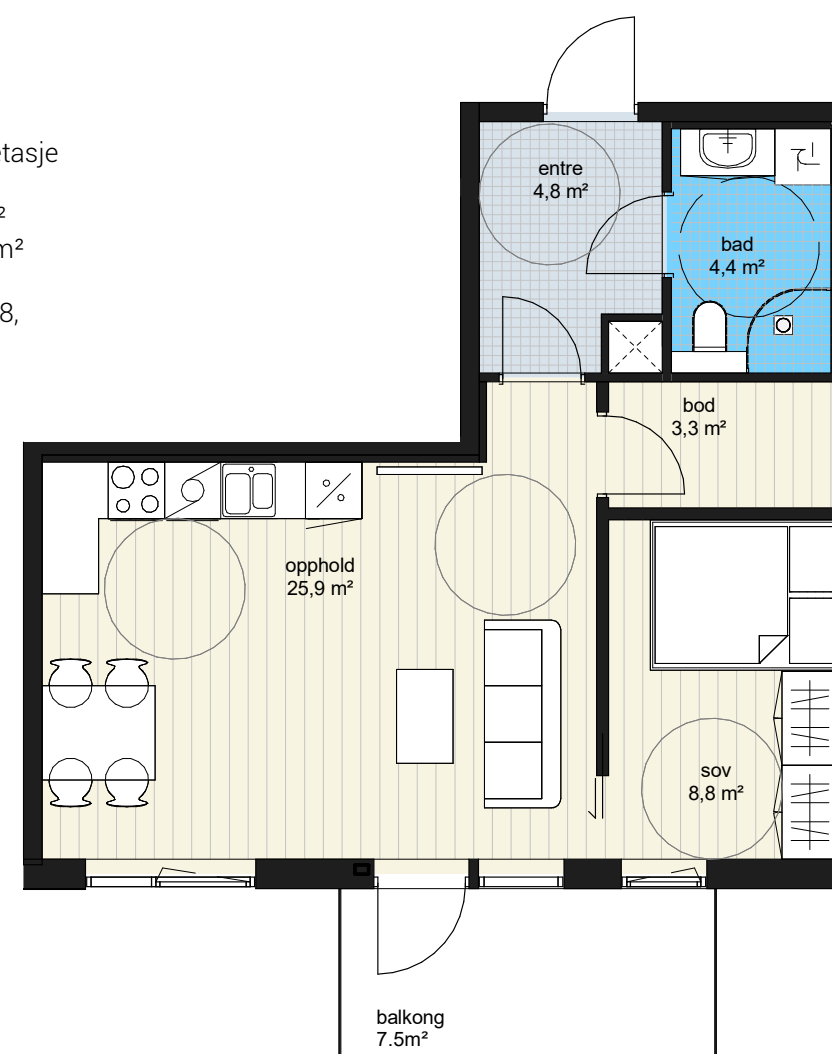 etasje
²
m²
8,
entre
4,8 m²
bad
4,4 m²
bod
3,3 m²
opphold
25,9 m²
sov
8,8 m²
balkong
7.5m²